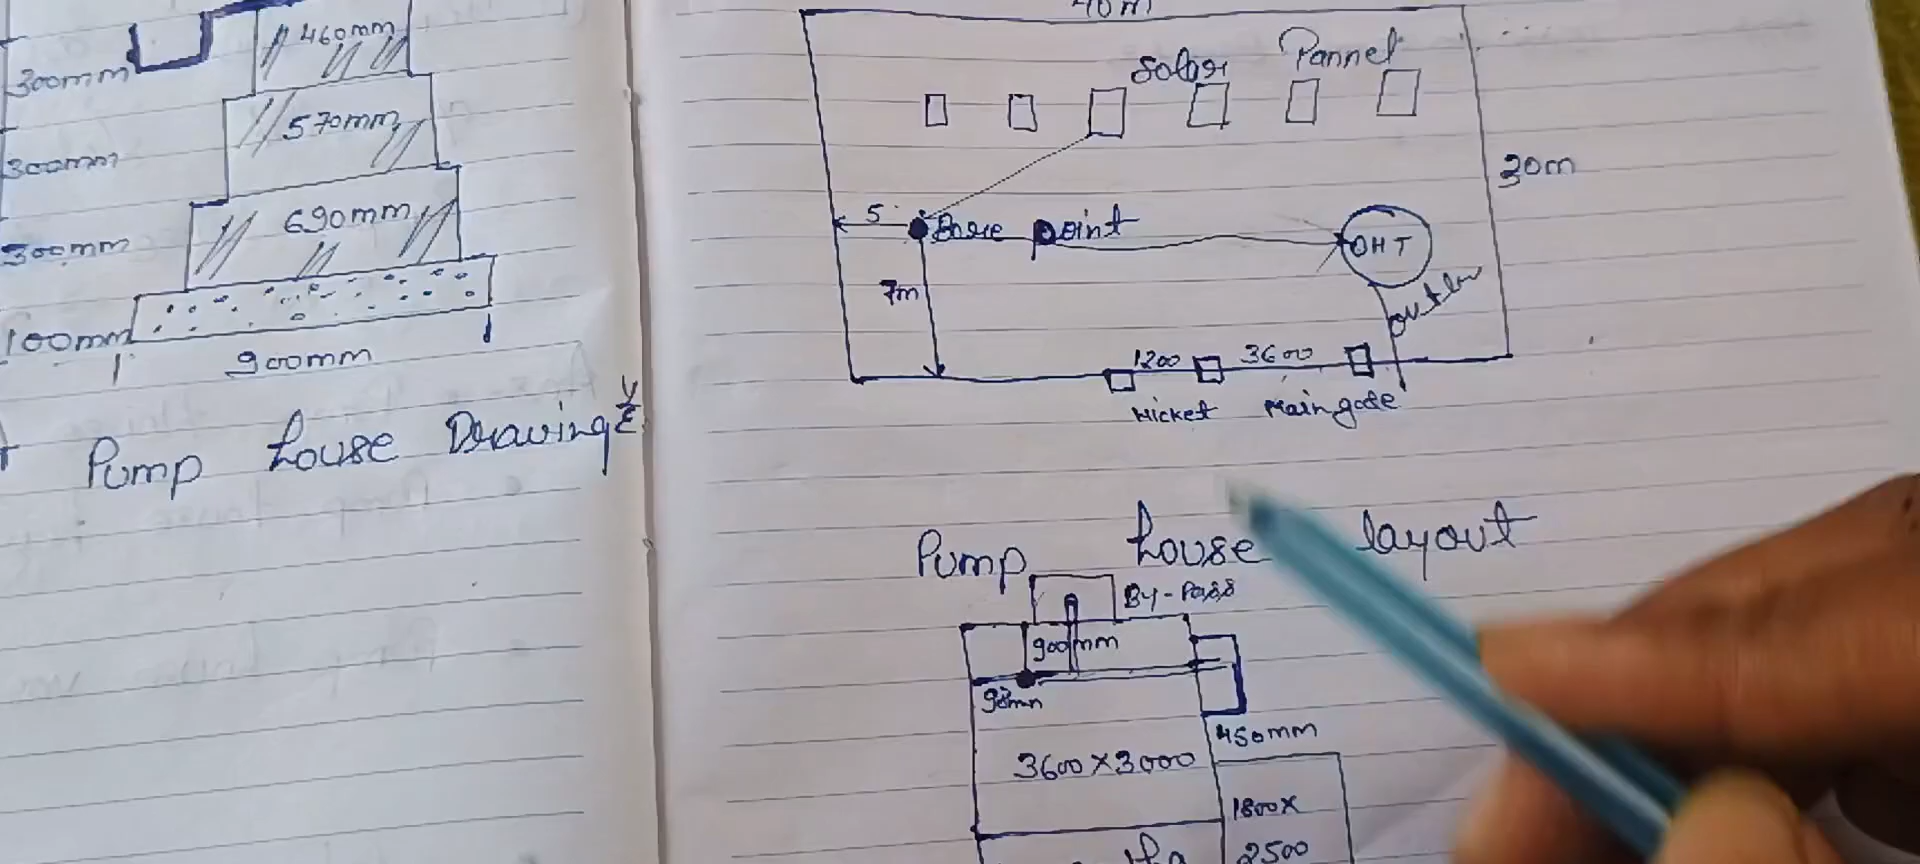 460mm
300mm
570mm
300mm
690mm
300mm
100mm
900mm
Pump house Drawing
40m
Solar Pannel
30m
5
Bore point
OHT
7m
outlet
1200
3600
Wicket
Main gate
Pump house layout
By-Pass
900mm
450mm
3600x3000
1800x
2500